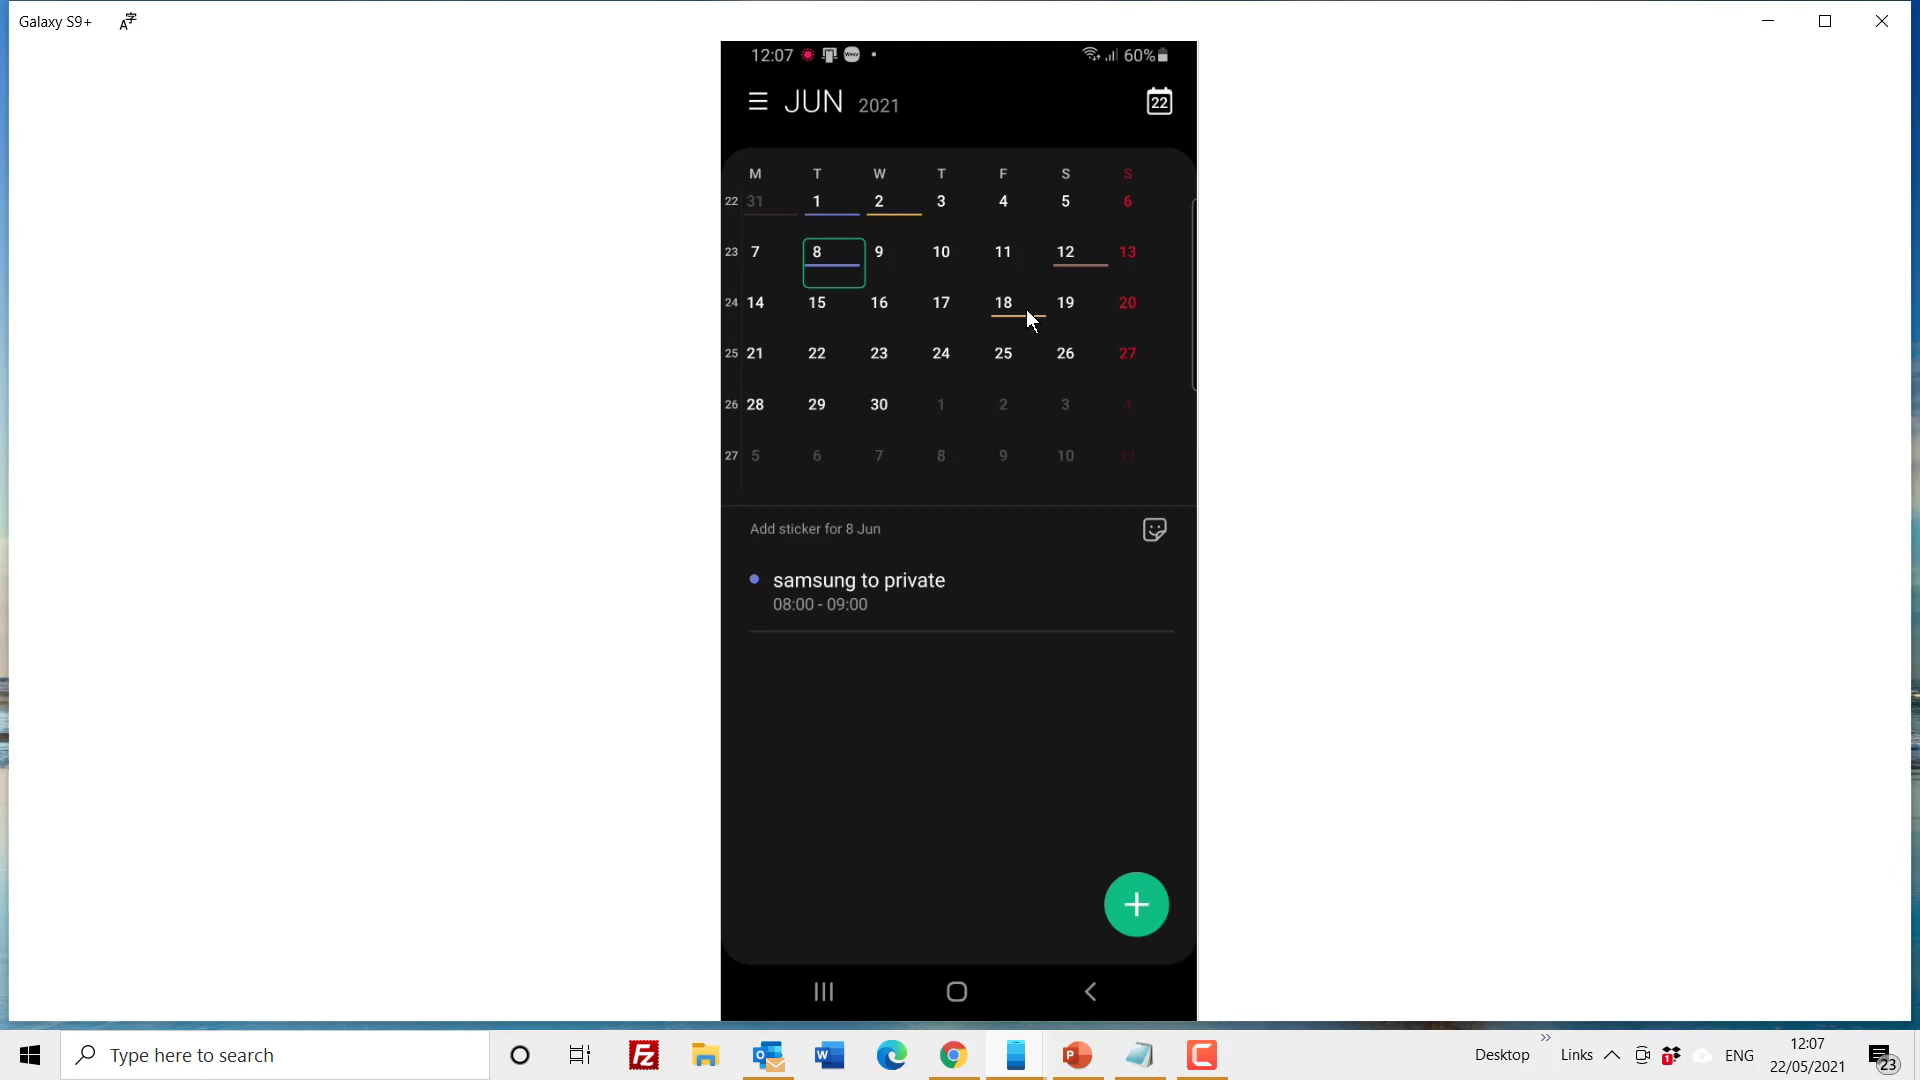 Galaxy S9+
12:07 60%
JUN 2021 22
M T W T F S S
22 31 1 2 3 4 5 6
23 7 8 9 10 11 12 13
24 14 15 16 17 18 19 20
25 21 22 23 24 25 26 27
26 28 29 30 1 2 3 4
27 5 6 7 8 9 10 11
Add sticker for 8 Jun
samsung to private
08:00 - 09:00
Type here to search
Desktop
Links
ENG
12:07
22/05/2021
23